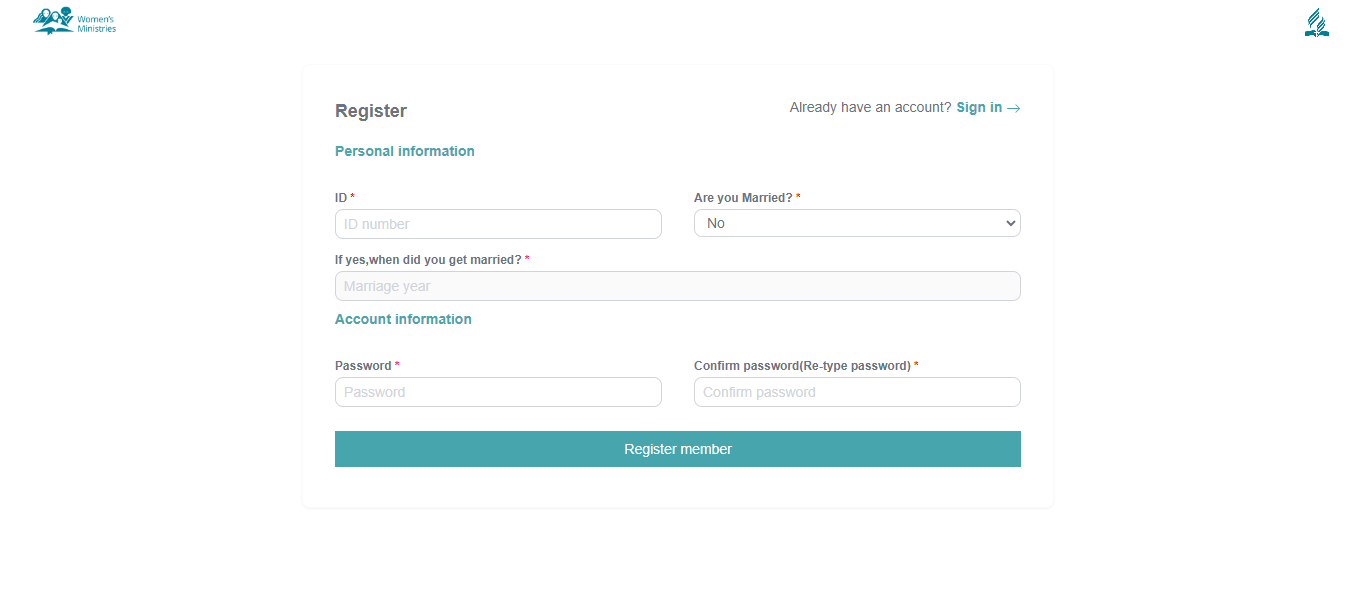 Women's
Ministries
Register
Already have an account? Sign in →
Personal information
ID *
Are you Married? *
ID number
No
If yes,when did you get married? *
Marriage year
Account information
Password *
Confirm password(Re-type password) *
Password
Confirm password
Register member